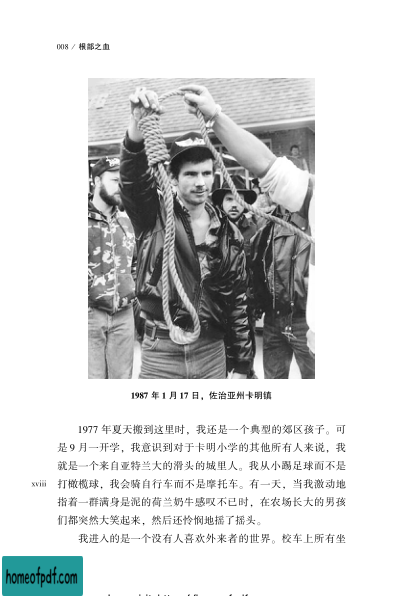 008 / 根部之血
1987 年 1 月 17 日，佐治亚州卡明镇
1977 年夏天搬到这里时，我还是一个典型的郊区孩子。可
是 9 月一开学，我意识到对于卡明小学的其他所有人来说，我
就是一个来自亚特兰大的滑头的城里人。我从小踢足球而不是
xviii 打橄榄球，我会骑自行车而不是摩托车。有一天，当我激动地
指着一群满身是泥的荷兰奶牛感叹不已时，在农场长大的男孩
们都突然大笑起来，然后还怜悯地摇了摇头。
我进入的是一个没有人喜欢外来者的世界。校车上所有坐
homeofpdf.com